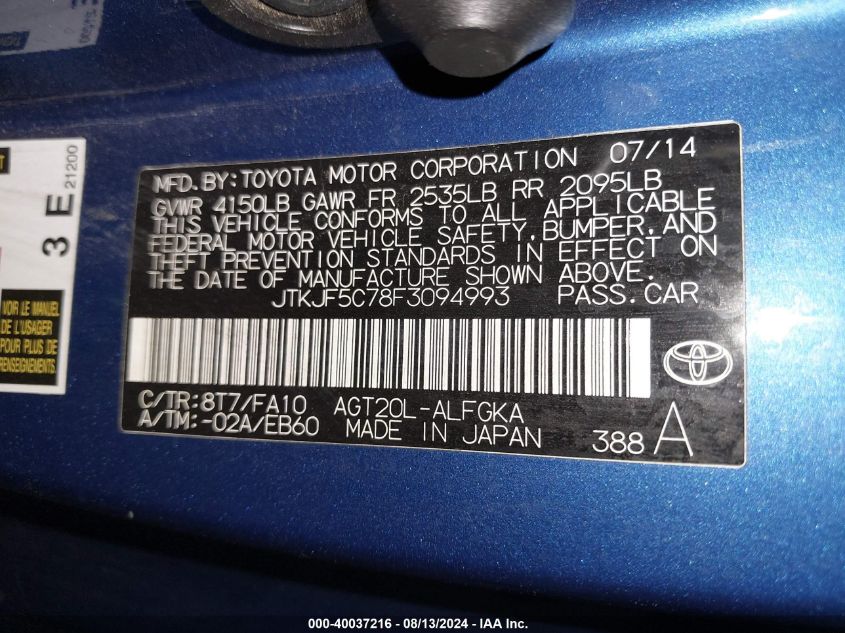 MFD. BY: TOYOTA MOTOR CORPORATION 07/14
GVWR 4150LB GAWR FR 2535LB RR 2095LB
THIS VEHICLE CONFORMS TO ALL APPLICABLE
FEDERAL MOTOR VEHICLE SAFETY, BUMPER, AND
THEFT PREVENTION STANDARDS IN EFFECT ON
THE DATE OF MANUFACTURE SHOWN ABOVE.
JTKJF5C78F3094993 PASS. CAR
C/TR: 8T7/FA10 AGT20L-ALFGKA
A/TM: -02A/EB60 MADE IN JAPAN 388 A
3 E 21200
VOIR LE MANUEL
DE L'USAGER
POUR PLUS DE
RENSEIGNEMENTS
000-40037216 - 08/13/2024 - IAA Inc.